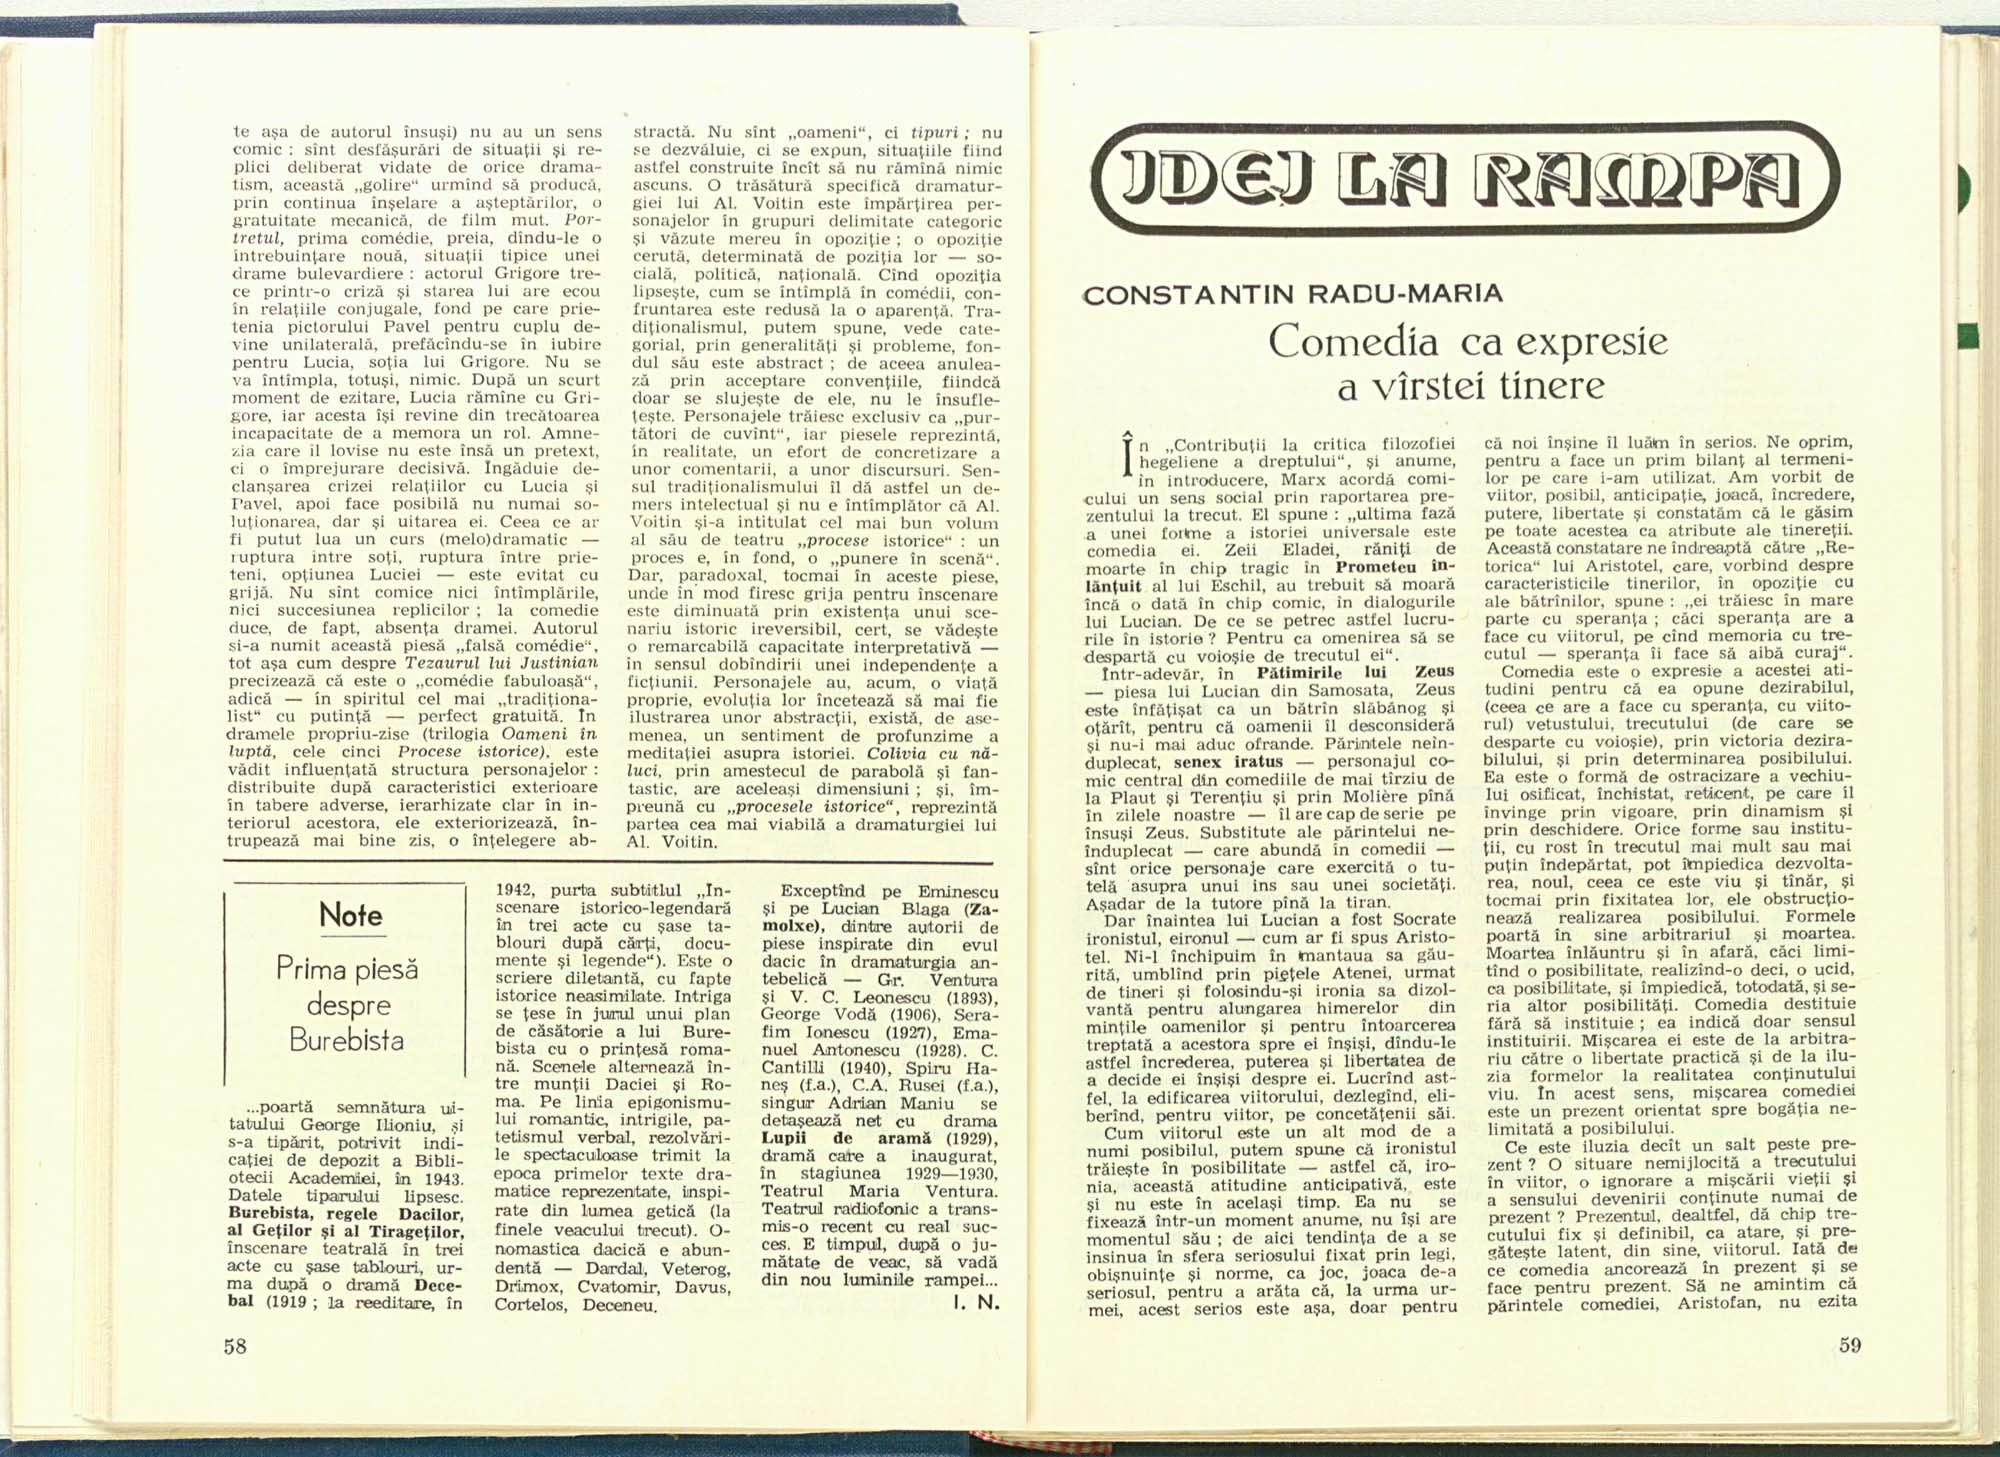 te așa de autorul însuși) nu au un sens
comic : sînt desfășurări de situații și re-
plici deliberat vidate de orice drama-
tism, această „golire“ urmînd să producă,
prin continua înșelare a așteptărilor, o
gratuitate mecanică, de film mut. Por-
tretul, prima comédie, preia, dîndu-le o
întrebuințare nouă, situații tipice unei
drame bulevardiere : actorul Grigore tre-
ce printr-o criză și starea lui are ecou
în relațiile conjugale, fond pe care prie-
tenia pictorului Pavel pentru cuplu de-
vine unilaterală, prefăcîndu-se în iubire
pentru Lucia, soția lui Grigore. Nu se
va întîmpla, totuși, nimic. După un scurt
moment de ezitare, Lucia rămîne cu Gri-
gore, iar acesta își revine din trecătoarea
incapacitate de a memora un rol. Amne-
zia care îl lovise nu este însă un pretext,
ci o împrejurare decisivă. Îngăduie de-
clanșarea crizei relațiilor cu Lucia și
Pavel, apoi face posibilă nu numai so-
luționarea, dar și uitarea ei. Ceea ce ar
fi putut lua un curs (melo)dramatic —
ruptura între soți, ruptura între prie-
teni, opțiunea Luciei — este evitat cu
grijă. Nu sînt comice nici întîmplările,
nici succesiunea replicilor ; la comedie
duce, de fapt, absența dramei. Autorul
si-a numit această piesă „falsă comédie“,
tot așa cum despre Tezaurul lui Justinian
precizează că este o „comédie fabuloasă“,
adică — în spiritul cel mai „tradiționa-
list“ cu putință — perfect gratuită. În
dramele propriu-zise (trilogia Oameni în
luptă, cele cinci Procese istorice), este
vădit influențată structura personajelor :
distribuite după caracteristici exterioare
în tabere adverse, ierarhizate clar în in-
teriorul acestora, ele exteriorizează, în-
trupează mai bine zis, o înțelegere ab-
stractă. Nu sînt „oameni“, ci tipuri ; nu
se dezvăluie, ci se expun, situațiile fiind
astfel construite încît să nu rămînă nimic
ascuns. O trăsătură specifică dramatur-
giei lui Al. Voitin este împărțirea per-
sonajelor în grupuri delimitate categoric
și văzute mereu în opoziție ; o opoziție
cerută, determinată de poziția lor — so-
cială, politică, națională. Cînd opoziția
lipsește, cum se întîmplă în comédii, con-
fruntarea este redusă la o aparență. Tra-
diționalismul, putem spune, vede cate-
gorial, prin generalități și probleme, fon-
dul său este abstract ; de aceea anulea-
ză prin acceptare convențiile, fiindcă
doar se slujește de ele, nu le însufle-
țește. Personajele trăiesc exclusiv ca „pur-
tători de cuvînt“, iar piesele reprezintă,
în realitate, un efort de concretizare a
unor comentarii, a unor discursuri. Sen-
sul tradiționalismului îl dă astfel un de-
mers intelectual și nu e întîmplător că Al.
Voitin și-a intitulat cel mai bun volum
al său de teatru „procese istorice“ : un
proces e, în fond, o „punere în scenă“.
Dar, paradoxal, tocmai în aceste piese,
unde în mod firesc grija pentru înscenare
este diminuată prin existența unui sce-
nariu istoric ireversibil, cert, se vădește
o remarcabilă capacitate interpretativă —
în sensul dobîndirii unei independențe a
ficțiunii. Personajele au, acum, o viață
proprie, evoluția lor încetează să mai fie
ilustrarea unor abstracții, există, de ase-
menea, un sentiment de profunzime a
meditației asupra istoriei. Colivia cu nă-
luci, prin amestecul de parabolă și fan-
tastic, are aceleași dimensiuni ; și, îm-
preună cu „procesele istorice“, reprezintă
partea cea mai viabilă a dramaturgiei lui
Al. Voitin.
Note
Prima piesă
despre
Burebista
...poartă semnătura ui-
tatului George Ilioniu, și
s-a tipărit, potrivit indi-
cației de depozit a Bibli-
otecii Academiei, în 1943.
Datele tiparului lipsesc.
Burebista, regele Dacilor,
al Geților și al Tirageților,
înscenare teatrală în trei
acte cu șase tablouri, ur-
ma după o dramă Dece-
bal (1919 ; la reeditare, în
1942, purta subtitlul „În-
scenare istorico-legendară
în trei acte cu șase ta-
blouri după cărți, docu-
mente și legende“). Este o
scriere diletantă, cu fapte
istorice neasimilate. Intriga
se țese în jurul unui plan
de căsătorie a lui Bure-
bista cu o prințesă roma-
nă. Scenele alternează în-
tre munții Daciei și Ro-
ma. Pe linia epigonismu-
lui romantic, intrigile, pa-
tetismul verbal, rezolvări-
le spectaculoase trimit la
epoca primelor texte dra-
matice reprezentate, inspi-
rate din lumea getică (la
finele veacului trecut). O-
nomastica dacică e abun-
dentă — Dardal, Veterog,
Drimox, Cvatomir, Davus,
Cortelos, Deceneu.
Exceptînd pe Eminescu
și pe Lucian Blaga (Za-
molxe), dintre autorii de
piese inspirate din evul
dacic în dramaturgia an-
tebelică — Gr. Ventura
și V. C. Leonescu (1893),
George Vodă (1906), Sera-
fim Ionescu (1927), Ema-
nuel Antonescu (1928). C.
Cantilli (1940), Spiru Ha-
neș (f.a.), C.A. Rusei (f.a.),
singur Adrian Maniu se
detașează net cu drama
Lupii de aramă (1929),
dramă care a inaugurat,
în stagiunea 1929—1930,
Teatrul Maria Ventura.
Teatrul radiofonic a trans-
mis-o recent cu real suc-
ces. E timpul, după o ju-
mătate de veac, să vadă
din nou luminile rampei...
I. N.
58
IDEI LA RAMPA
CONSTANTIN RADU-MARIA
Comedia ca expresie
a vîrstei tinere
În „Contribuții la critica filozofiei
hegeliene a dreptului“, și anume,
în introducere, Marx acordă comi-
cului un sens social prin raportarea pre-
zentului la trecut. El spune : „ultima fază
a unei forme a istoriei universale este
comedia ei. Zeii Eladei, răniți de
moarte în chip tragic în Prometeu în-
lănțuit al lui Eschil, au trebuit să moară
încă o dată în chip comic, în dialogurile
lui Lucian. De ce se petrec astfel lucru-
rile în istorie ? Pentru ca omenirea să se
despartă cu voioșie de trecutul ei“.
Într-adevăr, în Pătimirile lui Zeus
— piesa lui Lucian din Samosata, Zeus
este înfățișat ca un bătrîn slăbănog și
oțărît, pentru că oamenii îl desconsideră
și nu-i mai aduc ofrande. Părintele nein-
duplecat, senex iratus — personajul co-
mic central din comediile de mai tîrziu de
la Plaut și Terențiu și prin Molière pînă
în zilele noastre — îl are cap de serie pe
însuși Zeus. Substitute ale părintelui ne-
înduplecat — care abundă în comedii —
sînt orice personaje care exercită o tu-
telă asupra unui ins sau unei societăți.
Așadar de la tutore pînă la tiran.
Dar înaintea lui Lucian a fost Socrate
ironistul, eironul — cum ar fi spus Aristo-
tel. Ni-l închipuim în mantaua sa gău-
rită, umblînd prin piețele Atenei, urmat
de tineri și folosindu-și ironia sa dizol-
vantă pentru alungarea himerelor din
mințile oamenilor și pentru întoarcerea
treptată a acestora spre ei înșiși, dîndu-le
astfel încrederea, puterea și libertatea de
a decide ei înșiși despre ei. Lucrînd ast-
fel, la edificarea viitorului, dezlegînd, eli-
berînd, pentru viitor, pe concetățenii săi.
Cum viitorul este un alt mod de a
numi posibilul, putem spune că ironistul
trăiește în posibilitate — astfel că, iro-
nia, această atitudine anticipativă, este
și nu este în același timp. Ea nu se
fixează într-un moment anume, nu își are
momentul său ; de aici tendința de a se
insinua în sfera seriosului fixat prin legi,
obișnuințe și norme, ca joc, joaca de-a
seriosul, pentru a arăta că, la urma ur-
mei, acest serios este așa, doar pentru
că noi înșine îl luăm în serios. Ne oprim,
pentru a face un prim bilanț al termeni-
lor pe care i-am utilizat. Am vorbit de
viitor, posibil, anticipație, joacă, încredere,
putere, libertate și constatăm că le găsim
pe toate acestea ca atribute ale tinereții.
Această constatare ne îndreaptă către „Re-
torica“ lui Aristotel, care, vorbind despre
caracteristicile tinerilor, în opoziție cu
ale bătrînilor, spune : „ei trăiesc în mare
parte cu speranța ; căci speranța are a
face cu viitorul, pe cînd memoria cu tre-
cutul — speranța îi face să aibă curaj“.
Comedia este o expresie a acestei ati-
tudini pentru că ea opune dezirabilul,
(ceea ce are a face cu speranța, cu viito-
rul) vetustului, trecutului (de care se
desparte cu voioșie), prin victoria dezira-
bilului, și prin determinarea posibilului.
Ea este o formă de ostracizare a vechiu-
lui osificat, închistat, reticent, pe care îl
învinge prin vigoare, prin dinamism și
prin deschidere. Orice forme sau institu-
ții, cu rost în trecutul mai mult sau mai
puțin îndepărtat, pot împiedica dezvolta-
rea, noul, ceea ce este viu și tînăr, și
tocmai prin fixitatea lor, ele obstrucțio-
nează realizarea posibilului. Formele
poartă în sine arbitrariul și moartea.
Moartea înlăuntru și în afară, căci limi-
tînd o posibilitate, realizînd-o deci, o ucid,
ca posibilitate, și împiedică, totodată, și se-
ria altor posibilități. Comedia destituie
fără să instituie ; ea indică doar sensul
instituirii. Mișcarea ei este de la arbitra-
riu către o libertate practică și de la ilu-
zia formelor la realitatea conținutului
viu. În acest sens, mișcarea comediei
este un prezent orientat spre bogăția ne-
limitată a posibilului.
Ce este iluzia decît un salt peste pre-
zent ? O situare nemijlocită a trecutului
în viitor, o ignorare a mișcării vieții și
a sensului devenirii conținute numai de
prezent ? Prezentul, dealtfel, dă chip tre-
cutului fix și definibil, ca atare, și pre-
gătește latent, din sine, viitorul. Iată de
ce comedia ancorează în prezent și se
face pentru prezent. Să ne amintim că
părintele comediei, Aristofan, nu ezita
59